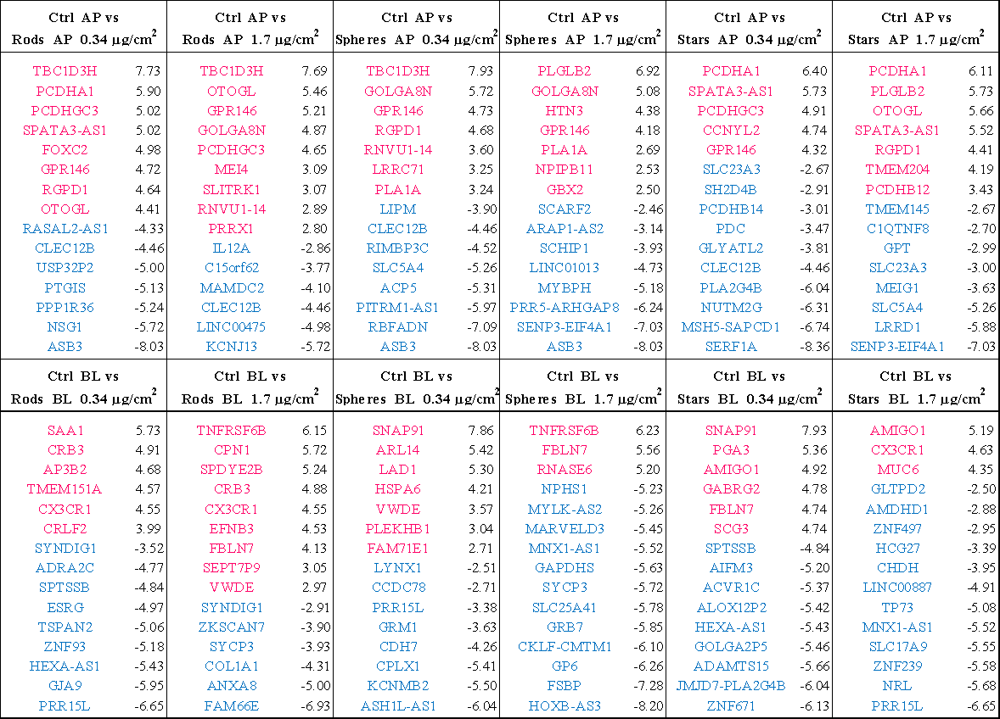 Ctrl AP vs Ctrl AP vs Ctrl AP vs Ctrl AP vs Ctrl AP vs Ctrl AP vs
Rods AP 0.34 µg/cm² Rods AP 1.7 µg/cm² Spheres AP 0.34 µg/cm² Spheres AP 1.7 µg/cm² Stars AP 0.34 µg/cm² Stars AP 1.7 µg/cm²
TBC1D3H 7.73 TBC1D3H 7.69 TBC1D3H 7.93 PLGLB2 6.92 PCDHA1 6.40 PCDHA1 6.11
PCDHA1 5.90 OTOGL 5.46 GOLGA8N 5.72 GOLGA8N 5.08 SPATA3-AS1 5.73 PLGLB2 5.73
PCDHGC3 5.02 GPR146 5.21 GPR146 4.73 HTN3 4.38 PCDHGC3 4.91 OTOGL 5.66
SPATA3-AS1 5.02 GOLGA8N 4.87 RGPD1 4.68 GPR146 4.18 CCNYL2 4.74 SPATA3-AS1 5.52
FOXC2 4.98 PCDHGC3 4.65 RNVU1-14 3.60 PLA1A 2.69 GPR146 4.32 RGPD1 4.41
GPR146 4.72 MEI4 3.09 LRRC71 3.25 NPIPB11 2.53 SLC23A3 -2.67 TMEM204 4.19
RGPD1 4.64 SLITRK1 3.07 PLA1A 3.24 GBX2 2.50 SH2D4B -2.91 PCDHB12 3.43
OTOGL 4.41 RNVU1-14 2.89 LIPM -3.90 SCARF2 -2.46 PCDHB14 -3.01 TMEM145 -2.67
RASAL2-AS1 -4.33 PRRX1 2.80 CLEC12B -4.46 ARAP1-AS2 -3.14 PDC -3.47 C1QTNF8 -2.70
CLEC12B -4.46 IL12A -2.86 RIMBP3C -4.52 SCHIP1 -3.93 GLYATL2 -3.81 GPT -2.99
USP32P2 -5.00 C15orf62 -3.77 SLC5A4 -5.26 LINC01013 -4.73 CLEC12B -4.46 SLC23A3 -3.00
PTGIS -5.13 MAMDC2 -4.10 ACP5 -5.31 MYBPH -5.18 PLA2G4B -6.04 MEIG1 -3.63
PPP1R36 -5.24 CLEC12B -4.46 PITRM1-AS1 -5.97 PRR5-ARHGAP8 -6.24 NUTM2G -6.31 SLC5A4 -5.26
NSG1 -5.72 LINC00475 -4.98 RBFADN -7.09 SENP3-EIF4A1 -7.03 MSH5-SAPCD1 -6.74 LRRD1 -5.88
ASB3 -8.03 KCNJ13 -5.72 ASB3 -8.03 ASB3 -8.03 SERF1A -8.36 SENP3-EIF4A1 -7.03
Ctrl BL vs Ctrl BL vs Ctrl BL vs Ctrl BL vs Ctrl BL vs Ctrl BL vs
Rods BL 0.34 µg/cm² Rods BL 1.7 µg/cm² Spheres BL 0.34 µg/cm² Spheres BL 1.7 µg/cm² Stars BL 0.34 µg/cm² Stars BL 1.7 µg/cm²
SAA1 5.73 TNFRSF6B 6.15 SNAP91 7.86 TNFRSF6B 6.23 SNAP91 7.93 AMIGO1 5.19
CRB3 4.91 CPN1 5.72 ARL14 5.42 FBLN7 5.56 PGA3 5.36 CX3CR1 4.63
AP3B2 4.68 SPDYE2B 5.24 LAD1 5.30 RNASE6 5.20 AMIGO1 4.92 MUC6 4.35
TMEM151A 4.57 CRB3 4.88 HSPA6 4.21 NPHS1 -5.23 GABRG2 4.78 GLTPD2 -2.50
CX3CR1 4.55 CX3CR1 4.55 VWDE 3.57 MYLK-AS2 -5.26 FBLN7 4.74 AMDHD1 -2.88
CRLF2 3.99 EFNB3 4.53 PLEKHB1 3.04 MARVELD3 -5.45 SCG3 4.74 ZNF497 -2.95
SYNDIG1 -3.52 FBLN7 4.13 FAM71E1 2.71 MNX1-AS1 -5.52 SPTSSB -4.84 HCG27 -3.39
ADRA2C -4.77 SEPT7P9 3.05 LYNX1 -2.51 GAPDHS -5.63 AIFM3 -5.20 CHDH -3.95
SPTSSB -4.84 VWDE 2.97 CCDC78 -2.71 SYCP3 -5.72 ACVR1C -5.37 LINC00887 -4.91
ESRG -4.97 SYNDIG1 -2.91 PRR15L -3.38 SLC25A41 -5.78 ALOX12P2 -5.42 TP73 -5.08
TSPAN2 -5.06 ZKSCAN7 -3.90 GRM1 -3.63 GRB7 -5.85 HEXA-AS1 -5.43 MNX1-AS1 -5.52
ZNF93 -5.18 SYCP3 -3.93 CDH7 -4.26 CKLF-CMTM1 -6.10 GOLGA2P5 -5.46 SLC17A9 -5.55
HEXA-AS1 -5.43 COL1A1 -4.31 CPLX1 -5.41 GP6 -6.26 ADAMTS15 -5.66 ZNF239 -5.58
GJA9 -5.95 ANXA8 -5.00 KCNMB2 -5.50 FSBP -7.28 JMJD7-PLA2G4B -6.04 NRL -5.68
PRR15L -6.65 FAM66E -6.93 ASH1L-AS1 -6.04 HOXB-AS3 -8.20 ZNF671 -6.13 PRR15L -6.65